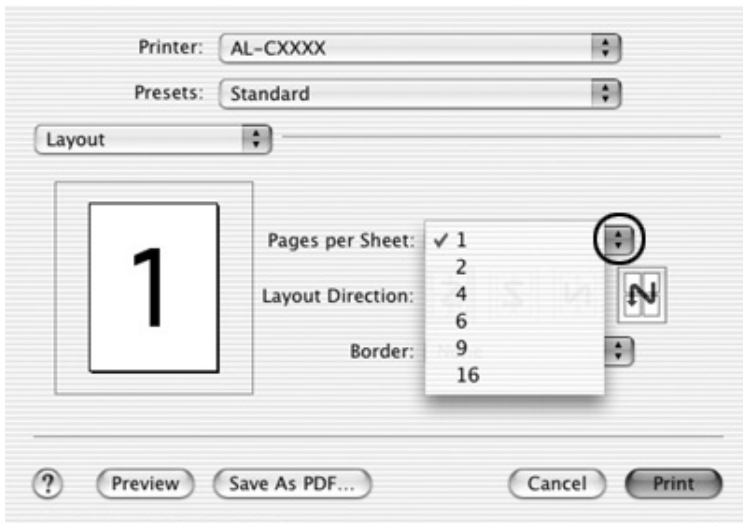 Printer: AL-CXXXX
Presets: Standard
Layout
1
Pages per Sheet: ✓ 1
2
Layout Direction: 4
6
Border: 9
16
? Preview Save As PDF... Cancel Print